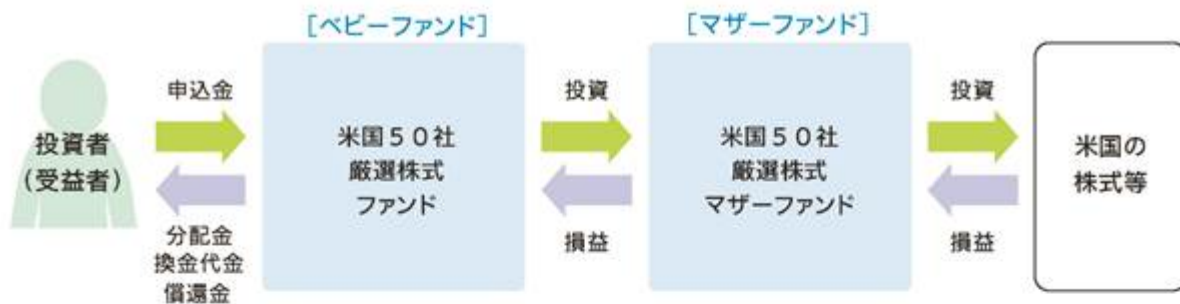 [ベビーファンド]
[マザーファンド]
申込金
投資
投資
投資者
(受益者)
米国50社
厳選株式
ファンド
米国50社
厳選株式
マザーファンド
米国の
株式等
分配金
換金代金
償還金
損益
損益